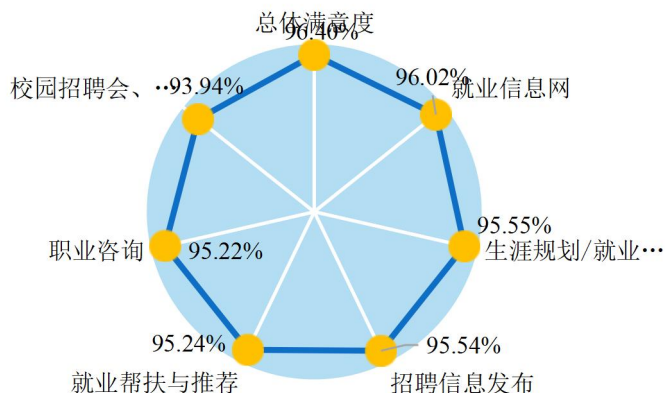 总体满意度
96.40%
96.02%
就业信息网
95.55%
生涯规划/就业…
95.54%
招聘信息发布
95.24%
就业帮扶与推荐
95.22%
职业咨询
93.94%
校园招聘会、…